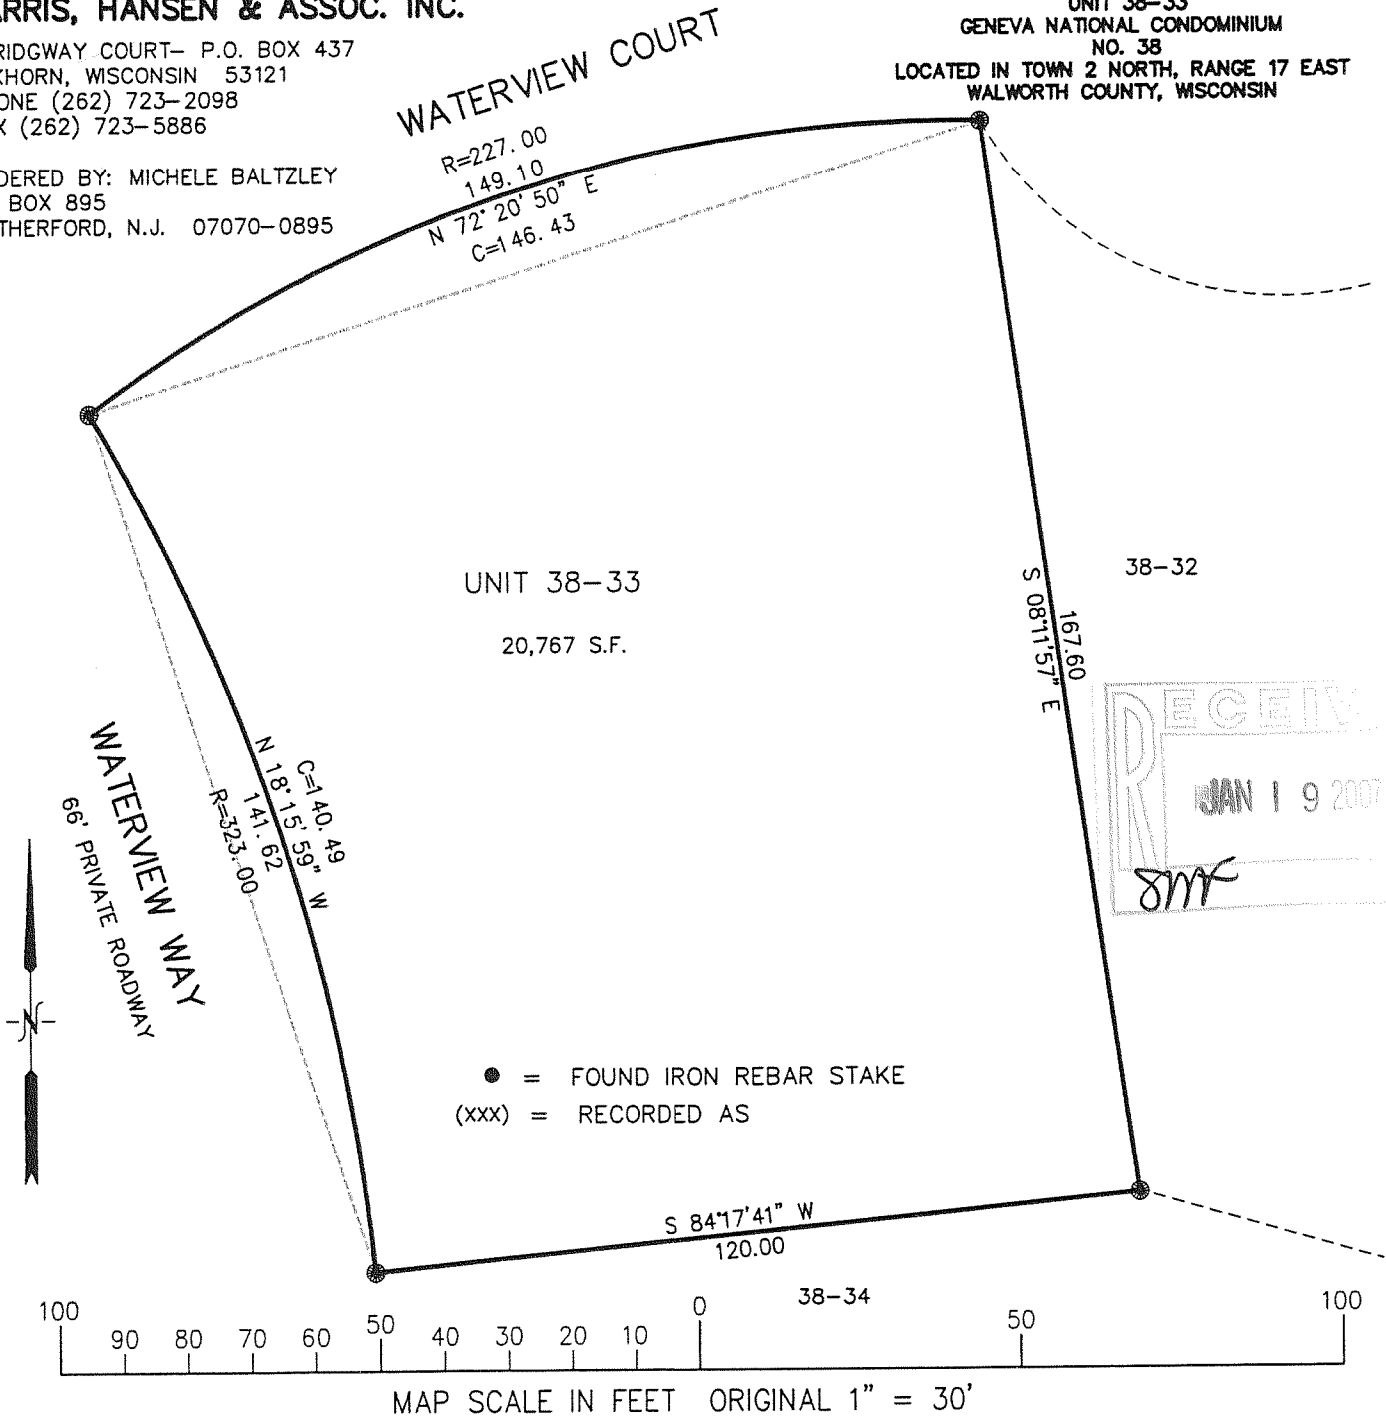 ARRIS, HANSEN & ASSOC. INC.
RIDGWAY COURT– P.O. BOX 437
KHORN, WISCONSIN 53121
ONE (262) 723–2098
X (262) 723–5886
DERED BY: MICHELE BALTZLEY
BOX 895
THERFORD, N.J. 07070–0895
UNIT 38–33
GENEVA NATIONAL CONDOMINIUM
NO. 38
LOCATED IN TOWN 2 NORTH, RANGE 17 EAST
WALWORTH COUNTY, WISCONSIN
WATERVIEW COURT
R=227.00
149.10
N 72° 20' 50" E
C=146.43
UNIT 38–33
20,767 S.F.
38–32
167.60
S 08°11'57" E
RECEIV
JAN 19 2007
WATERVIEW WAY
66' PRIVATE ROADWAY
C=140.49
N 18° 15' 59" W
141.62
R=323.00
N
● = FOUND IRON REBAR STAKE
(xxx) = RECORDED AS
S 84°17'41" W
120.00
38–34
100 90 80 70 60 50 40 30 20 10 0 50 100
MAP SCALE IN FEET ORIGINAL 1" = 30'